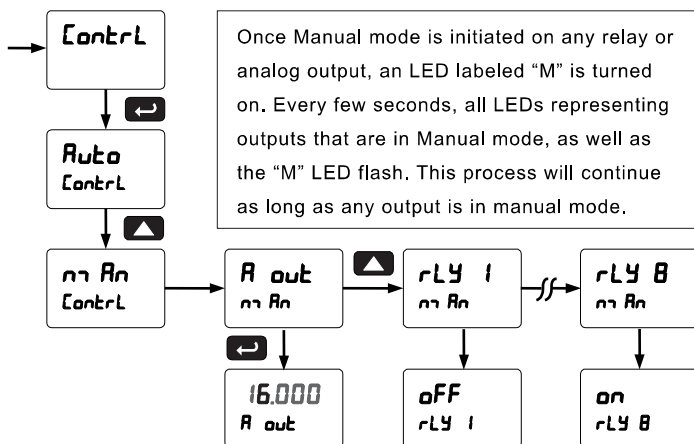 ContrL
Once Manual mode is initiated on any relay or
analog output, an LED labeled “M” is turned
on. Every few seconds, all LEDs representing
outputs that are in Manual mode, as well as
the “M” LED flash. This process will continue
as long as any output is in manual mode.
Auto
ContrL
mAn
ContrL
A out
mAn
rLY 1
mAn
rLY 8
mAn
16.000
A out
oFF
rLY 1
on
rLY 8